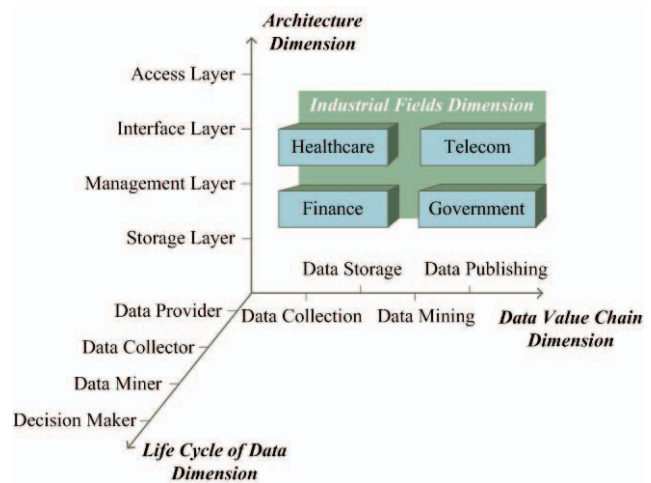 Architecture
Dimension
Access Layer
Industrial Fields Dimension
Interface Layer
Healthcare
Telecom
Management Layer
Finance
Government
Storage Layer
Data Storage
Data Publishing
Data Provider
Data Collection
Data Mining
Data Value Chain
Dimension
Data Collector
Data Miner
Decision Maker
Life Cycle of Data
Dimension